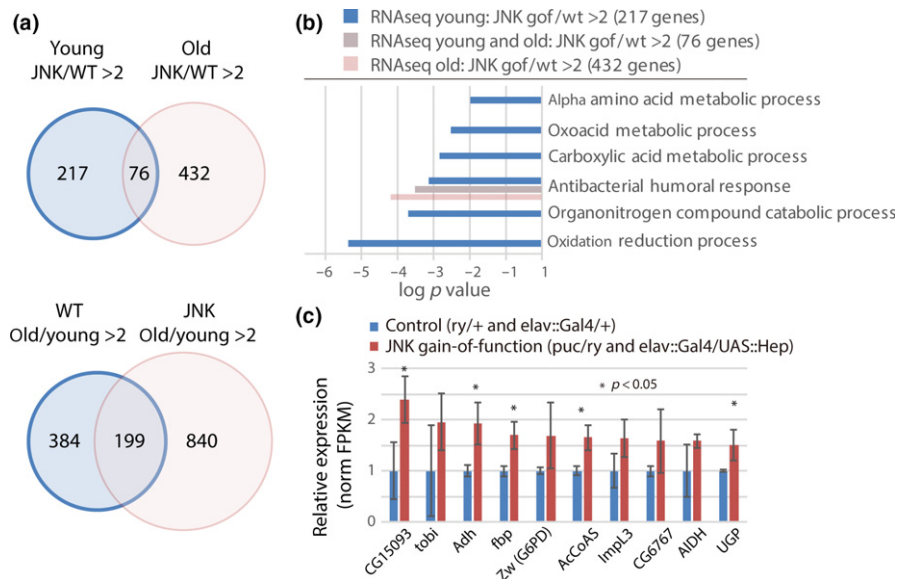 (a)
Young
JNK/WT >2
Old
JNK/WT >2
217
76
432
WT
Old/young >2
JNK
Old/young >2
384
199
840
(b)
RNAseq young: JNK gof/wt >2 (217 genes)
RNAseq young and old: JNK gof/wt >2 (76 genes)
RNAseq old: JNK gof/wt >2 (432 genes)
Alpha amino acid metabolic process
Oxoacid metabolic process
Carboxylic acid metabolic process
Antibacterial humoral response
Organonitrogen compound catabolic process
Oxidation reduction process
–6 –5 –4 –3 –2 –1 1
log p value
(c)
Control (ry/+ and elav::Gal4/+)
JNK gain-of-function (puc/ry and elav::Gal4/UAS::Hep)
* p < 0.05
Relative expression
(norm FPKM)
3
2
1
0
* * * * *
CG15093
tobi
Adh
fbp
Zw (G6PD)
AcCoAS
ImpL3
CG6767
AlDH
UGP